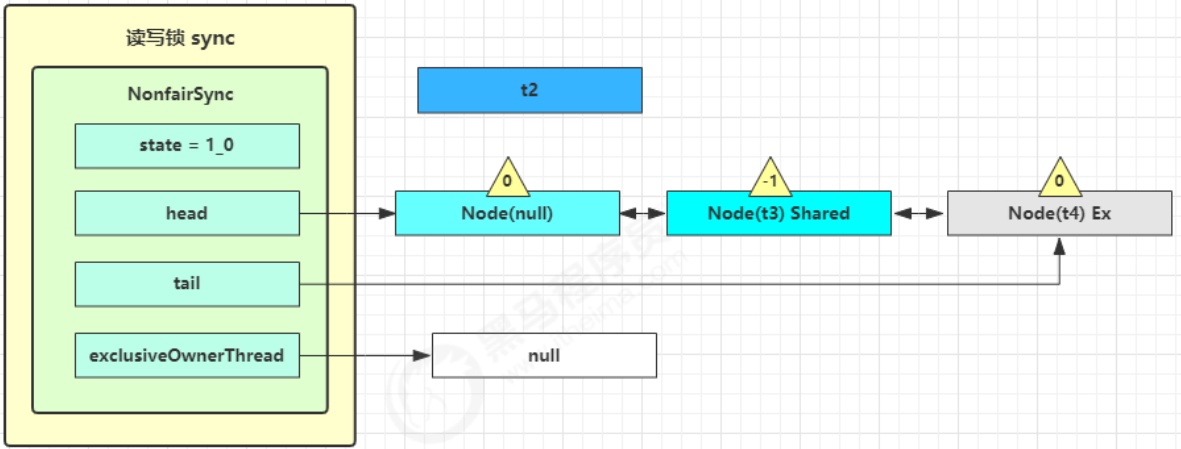 读写锁 sync
NonfairSync
state = 1_0
head
tail
exclusiveOwnerThread
t2
0
-1
0
Node(null)
Node(t3) Shared
Node(t4) Ex
null
黑马程序员
www.itheima.com